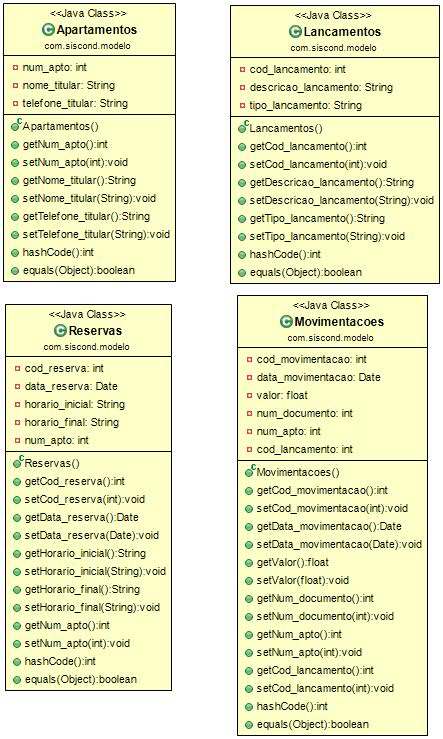 <<Java Class>>
Apartamentos
com.siscond.modelo
num_apto: int
nome_titular: String
telefone_titular: String
Apartamentos()
getNum_apto():int
setNum_apto(int):void
getNome_titular():String
setNome_titular(String):void
getTelefone_titular():String
setTelefone_titular(String):void
hashCode():int
equals(Object):boolean
<<Java Class>>
Lancamentos
com.siscond.modelo
cod_lancamento: int
descricao_lancamento: String
tipo_lancamento: String
Lancamentos()
getCod_lancamento():int
setCod_lancamento(int):void
getDescricao_lancamento():String
setDescricao_lancamento(String):void
getTipo_lancamento():String
setTipo_lancamento(String):void
hashCode():int
equals(Object):boolean
<<Java Class>>
Reservas
com.siscond.modelo
cod_reserva: int
data_reserva: Date
horario_inicial: String
horario_final: String
num_apto: int
Reservas()
getCod_reserva():int
setCod_reserva(int):void
getData_reserva():Date
setData_reserva(Date):void
getHorario_inicial():String
setHorario_inicial(String):void
getHorario_final():String
setHorario_final(String):void
getNum_apto():int
setNum_apto(int):void
hashCode():int
equals(Object):boolean
<<Java Class>>
Movimentacoes
com.siscond.modelo
cod_movimentacao: int
data_movimentacao: Date
valor: float
num_documento: int
num_apto: int
cod_lancamento: int
Movimentacoes()
getCod_movimentacao():int
setCod_movimentacao(int):void
getData_movimentacao():Date
setData_movimentacao(Date):void
getValor():float
setValor(float):void
getNum_documento():int
setNum_documento(int):void
getNum_apto():int
setNum_apto(int):void
getCod_lancamento():int
setCod_lancamento(int):void
hashCode():int
equals(Object):boolean